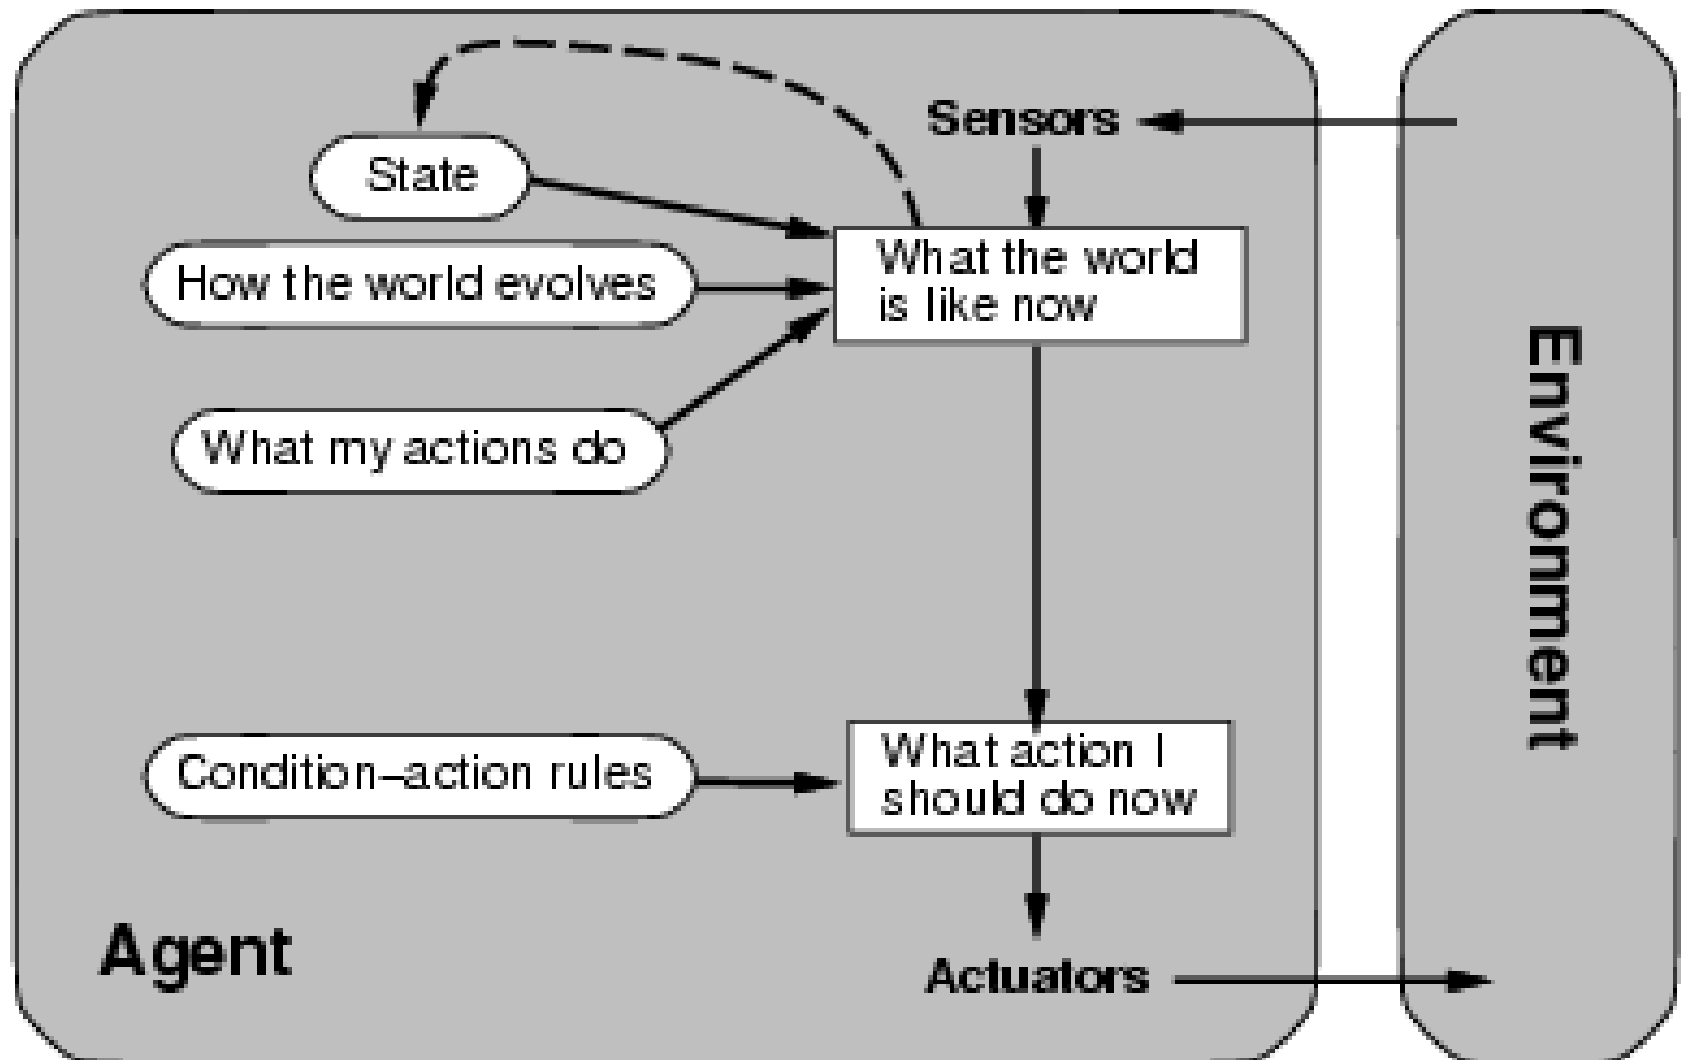 Sensors
State
What the world
is like now
How the world evolves
What my actions do
Environment
Condition–action rules
What action I
should do now
Agent
Actuators